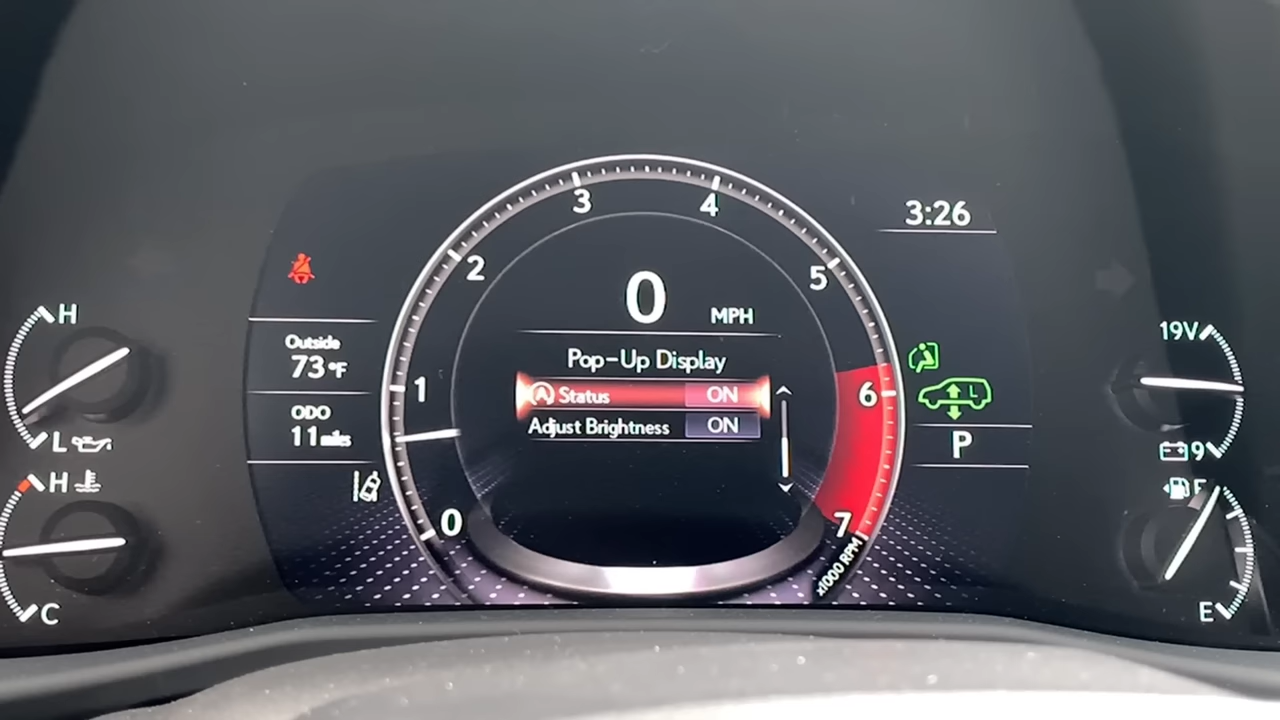 3
4
3:26
2
5
0
MPH
H
19V
Outside
73°F
Pop-Up Display
1
Status ON
6
L
ODO
11 miles
Adjust Brightness ON
L
P
9
H
F
0
7
x1000 RPM
C
E